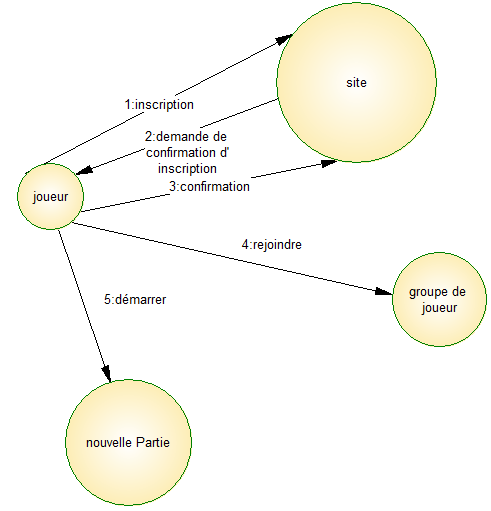 site
1:inscription
2:demande de
confirmation d'
inscription
3:confirmation
joueur
4:rejoindre
groupe de
joueur
5:démarrer
nouvelle Partie